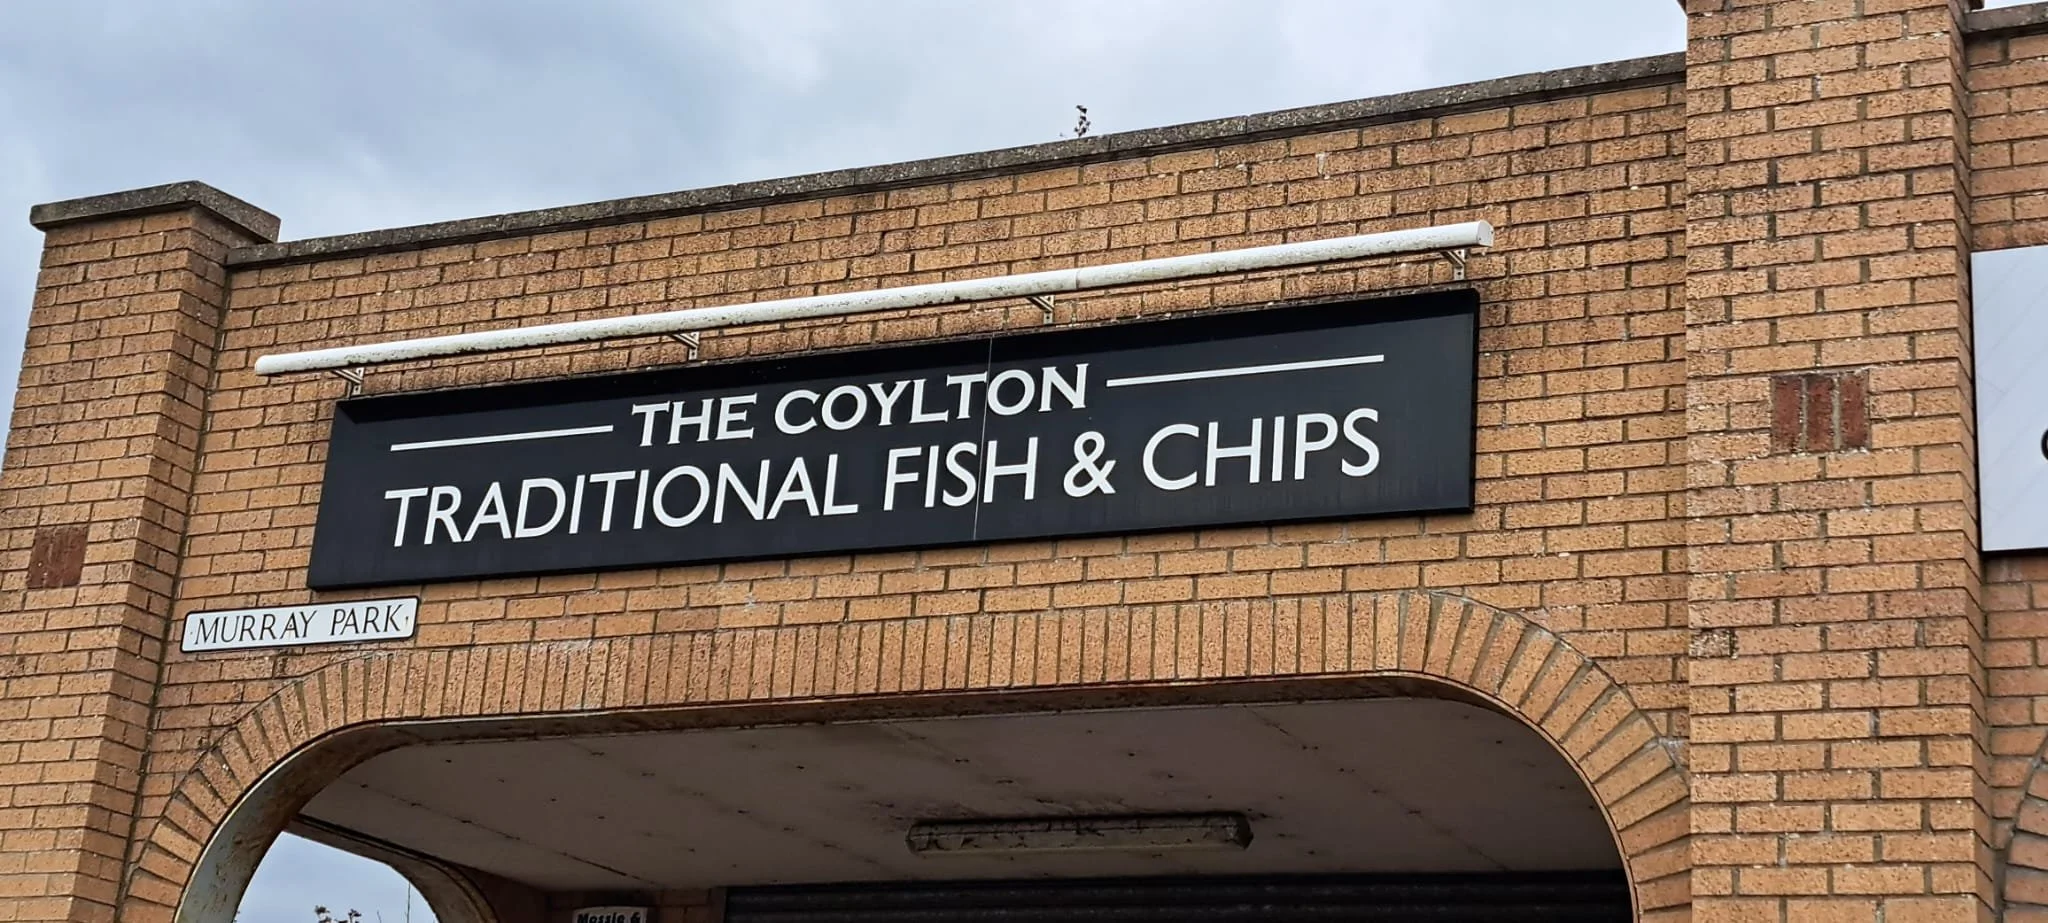 THE COYLTON
TRADITIONAL FISH & CHIPS
MURRAY PARK